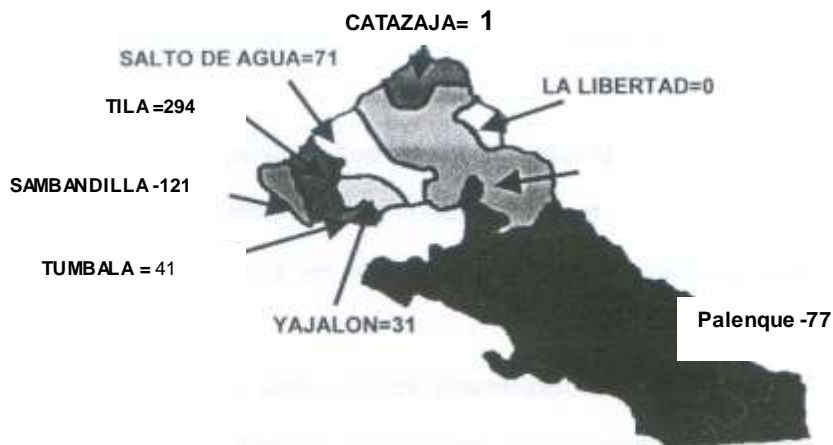 CATAZAJA= 1
SALTO DE AGUA=71
LA LIBERTAD=0
TILA =294
SAMBANDILLA -121
TUMBALA = 41
YAJALON=31
Palenque -77